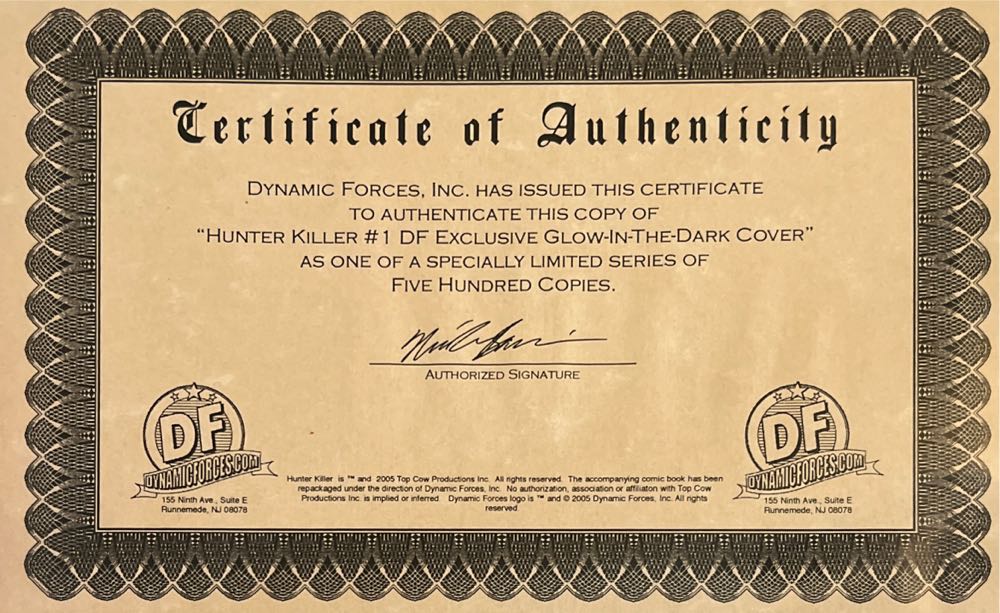 Certificate of Authenticity
DYNAMIC FORCES, INC. HAS ISSUED THIS CERTIFICATE
TO AUTHENTICATE THIS COPY OF
“HUNTER KILLER #1 DF EXCLUSIVE GLOW-IN-THE-DARK COVER”
AS ONE OF A SPECIALLY LIMITED SERIES OF
FIVE HUNDRED COPIES.
AUTHORIZED SIGNATURE
DF
DYNAMICFORCES.COM
155 Ninth Ave., Suite E
Runnemede, NJ 08078
Hunter Killer is ™ and 2005 Top Cow Productions Inc. All rights reserved. The accompanying comic book has been
repackaged under the direction of Dynamic Forces, Inc. No authorization, association or affiliaton with Top Cow
Productions Inc. is implied or inferred Dynamic Forces logo is ™ and © 2005 Dynamic Forces, Inc. All rights
reserved
DF
DYNAMICFORCES.COM
155 Ninth Ave., Suite E
Runnemede, NJ 08078